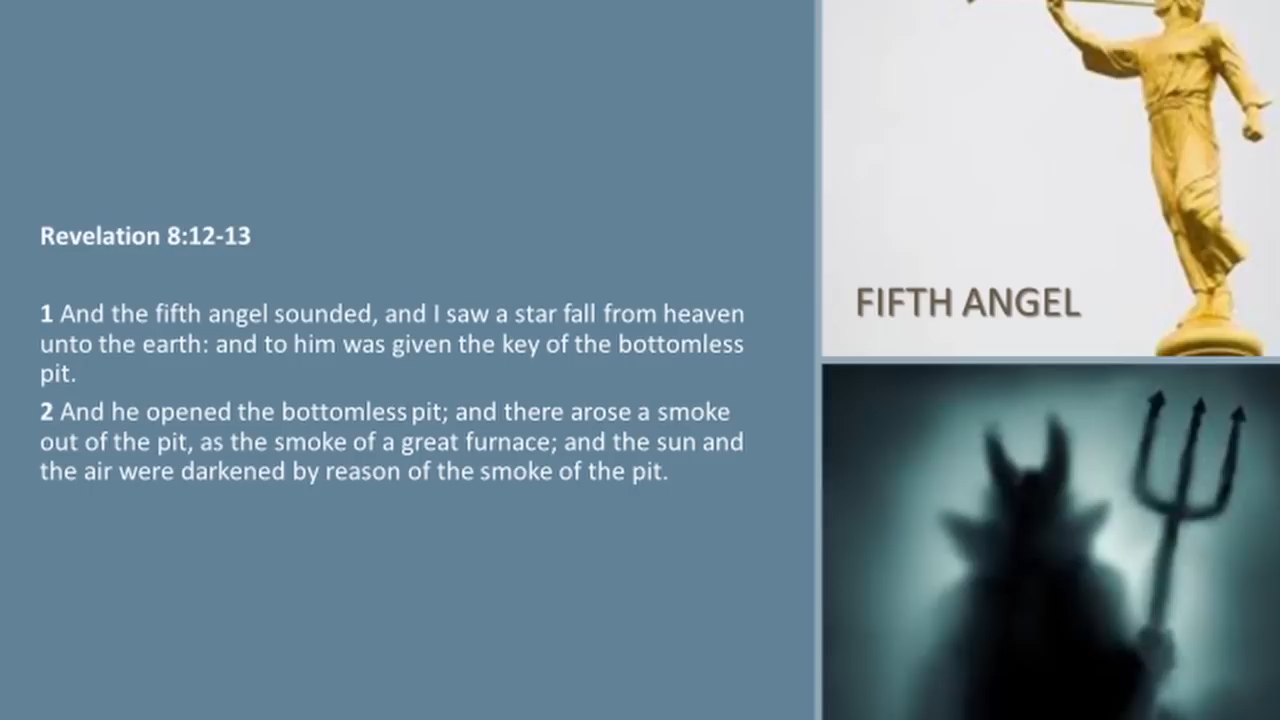 Revelation 8:12-13
1 And the fifth angel sounded, and I saw a star fall from heaven
unto the earth: and to him was given the key of the bottomless
pit.
2 And he opened the bottomless pit; and there arose a smoke
out of the pit, as the smoke of a great furnace; and the sun and
the air were darkened by reason of the smoke of the pit.
FIFTH ANGEL